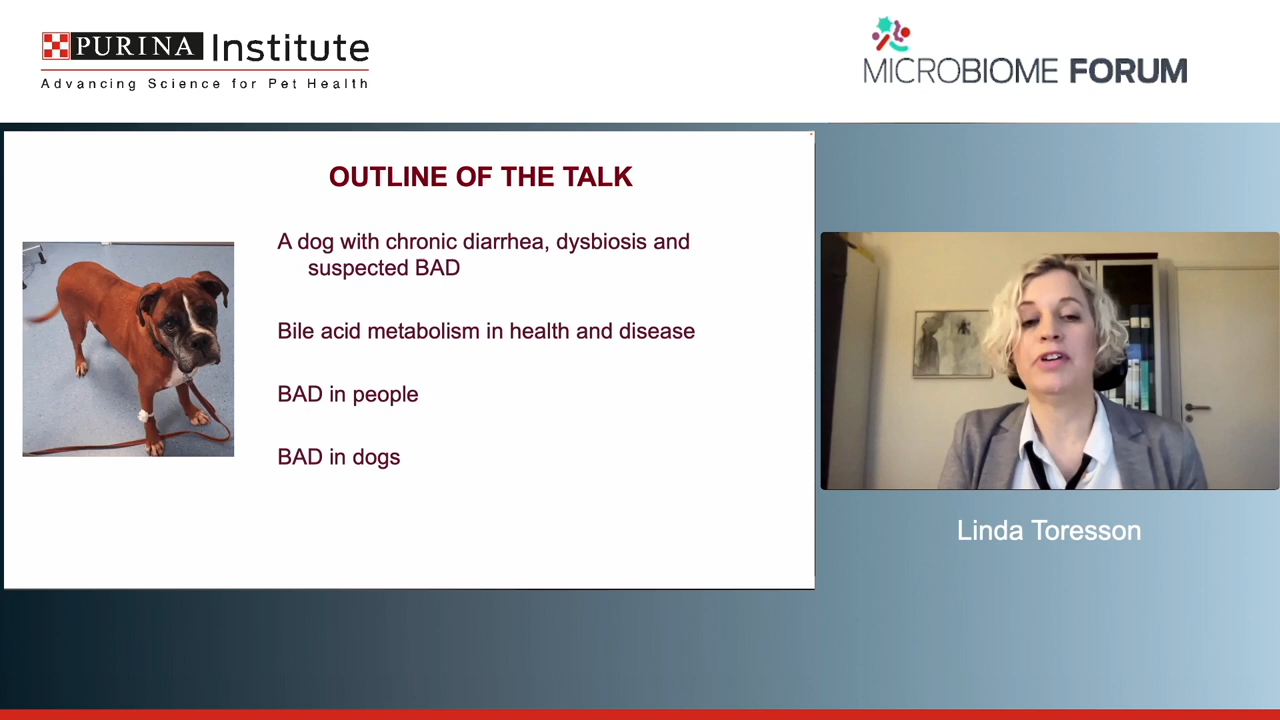 PURINA Institute
Advancing Science for Pet Health
MICROBIOME FORUM
OUTLINE OF THE TALK
A dog with chronic diarrhea, dysbiosis and
suspected BAD
Bile acid metabolism in health and disease
BAD in people
BAD in dogs
Linda Toresson